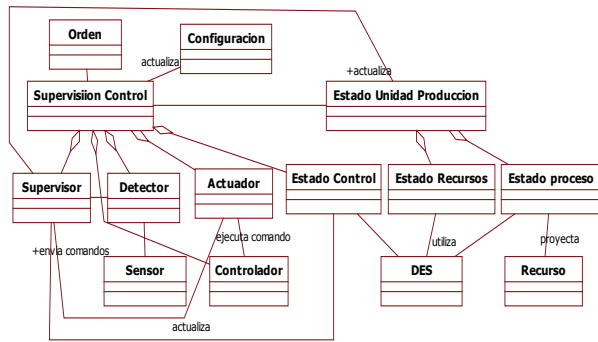 Orden
Configuracion
actualiza
+actualiza
Supervisiion Control
Estado Unidad Produccion
Supervisor
Detector
Actuador
Estado Control
Estado Recursos
Estado proceso
+envia comandos
ejecuta comando
utiliza
proyecta
Sensor
Controlador
DES
Recurso
actualiza